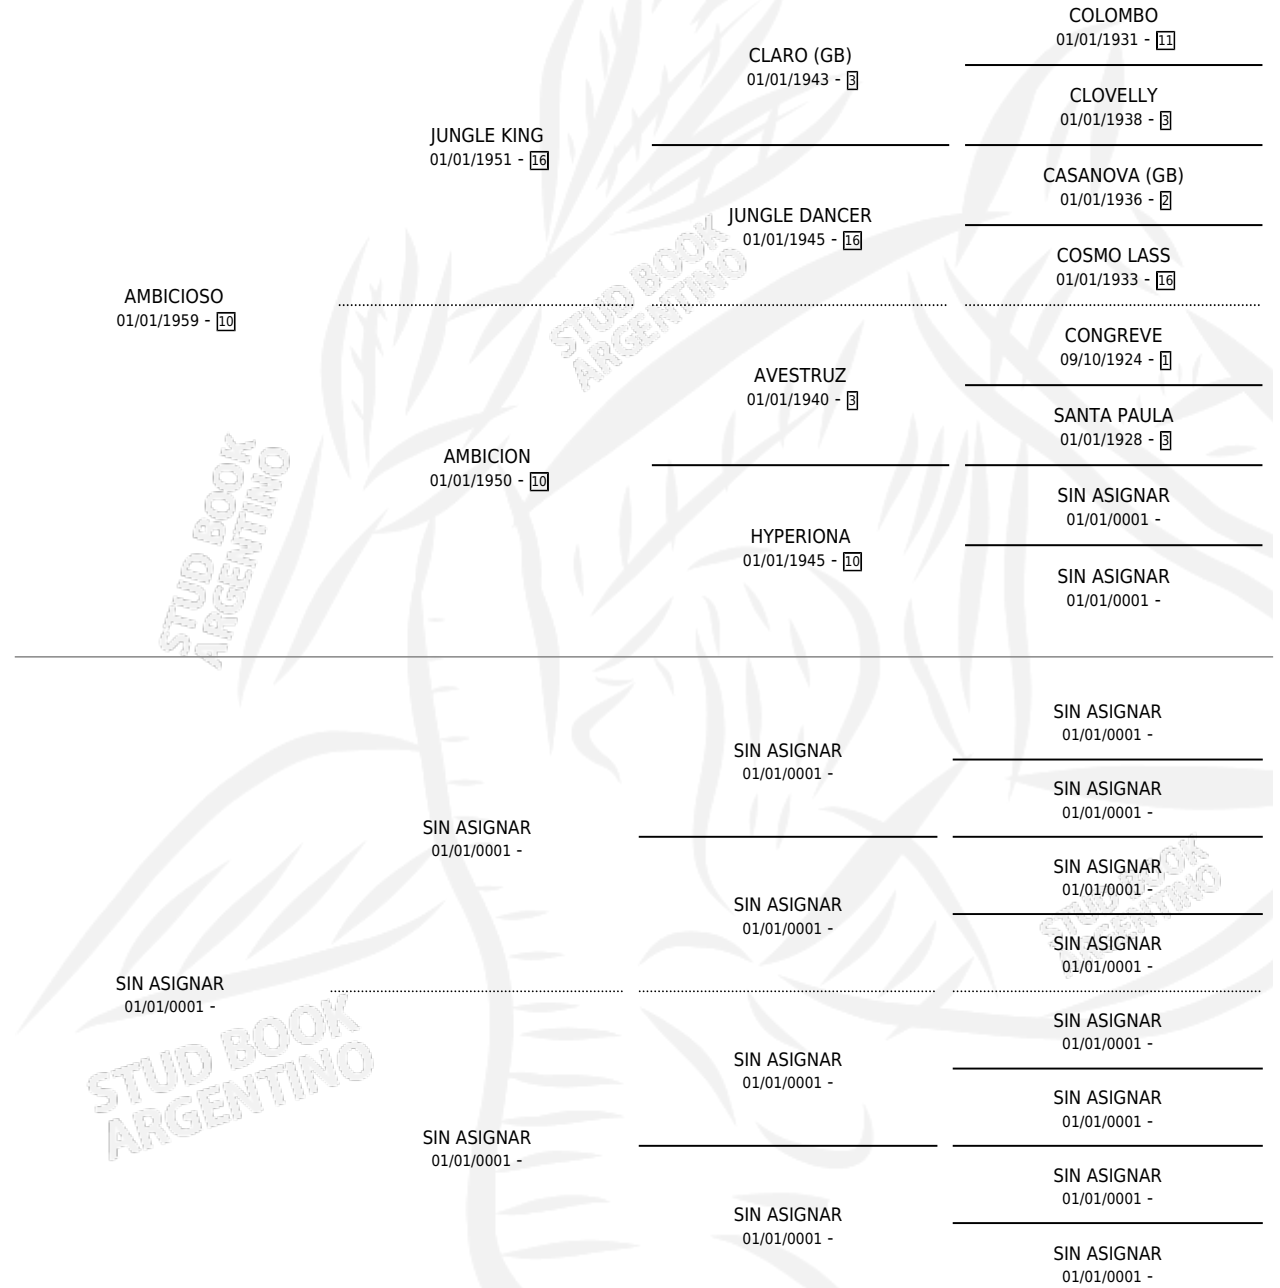 COLOMBO
01/01/1931 - 11
CLARO (GB)
01/01/1943 - 3
CLOVELLY
01/01/1938 - 3
JUNGLE KING
01/01/1951 - 16
CASANOVA (GB)
01/01/1936 - 2
JUNGLE DANCER
01/01/1945 - 16
COSMO LASS
01/01/1933 - 16
AMBICIOSO
01/01/1959 - 10
CONGREVE
09/10/1924 - 1
AVESTRUZ
01/01/1940 - 3
SANTA PAULA
01/01/1928 - 3
AMBICION
01/01/1950 - 10
SIN ASIGNAR
01/01/0001 -
HYPERIONA
01/01/1945 - 10
SIN ASIGNAR
01/01/0001 -
STUD BOOK
ARGENTINO
STUD BOOK
ARGENTINO
SIN ASIGNAR
01/01/0001 -
SIN ASIGNAR
01/01/0001 -
SIN ASIGNAR
01/01/0001 -
SIN ASIGNAR
01/01/0001 -
SIN ASIGNAR
01/01/0001 -
SIN ASIGNAR
01/01/0001 -
SIN ASIGNAR
01/01/0001 -
STUD BOOK
ARGENTINO
SIN ASIGNAR
01/01/0001 -
SIN ASIGNAR
01/01/0001 -
SIN ASIGNAR
01/01/0001 -
SIN ASIGNAR
01/01/0001 -
SIN ASIGNAR
01/01/0001 -
SIN ASIGNAR
01/01/0001 -
SIN ASIGNAR
01/01/0001 -
SIN ASIGNAR
01/01/0001 -
STUD BOOK
ARGENTINO